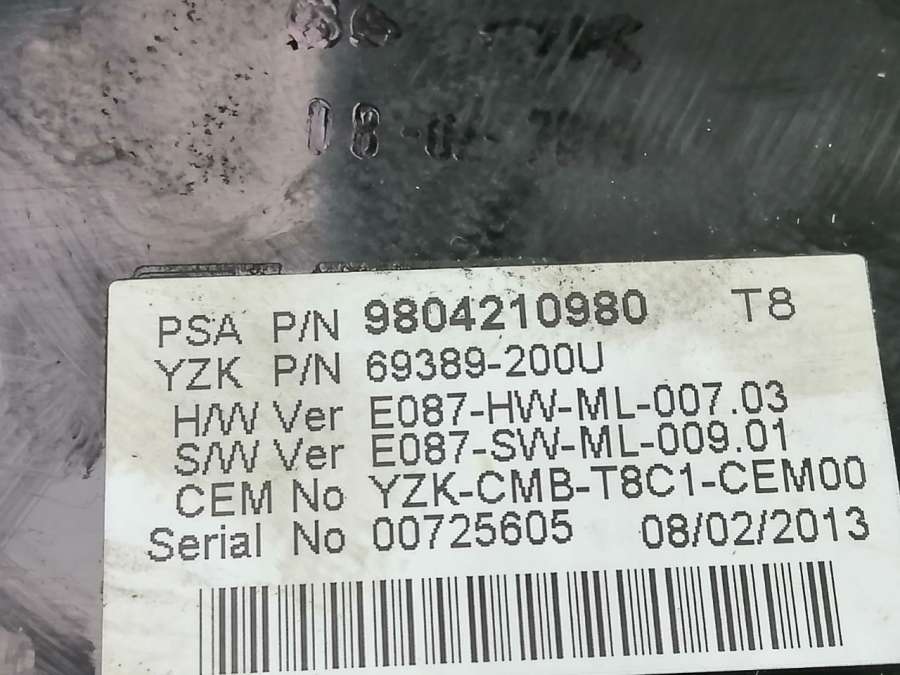 PSA P/N 9804210980 T8
YZK P/N 69389-200U
H/W Ver E087-HW-ML-007.03
S/W Ver E087-SW-ML-009.01
CEM No YZK-CMB-T8C1-CEM00
Serial No 00725605 08/02/2013